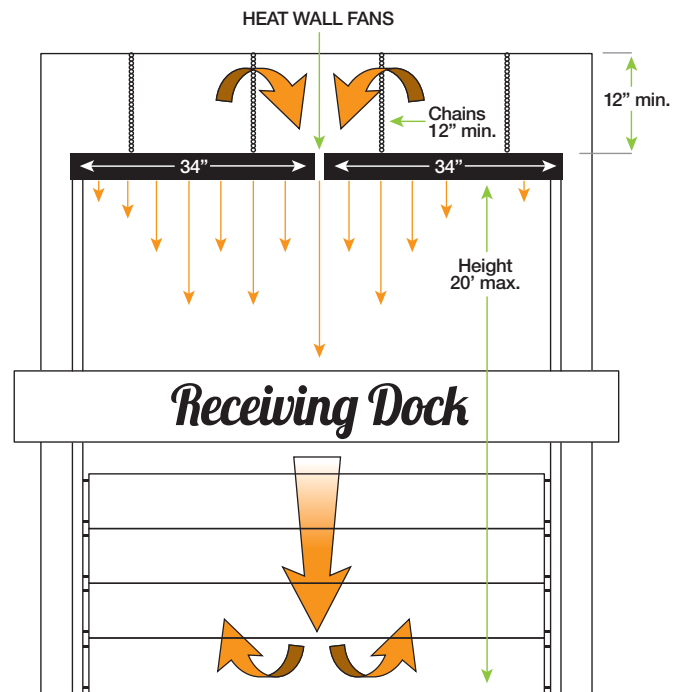 HEAT WALL FANS
12” min.
Chains
12” min.
34”
34”
Height
20’ max.
Receiving Dock